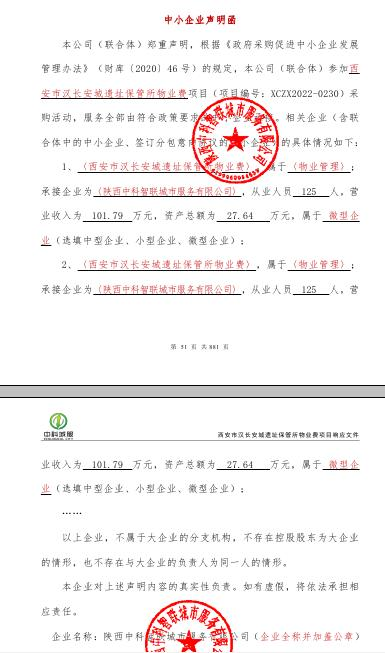 中小企业声明函
本公司（联合体）郑重声明，根据《政府采购促进中小企业发展
管理办法》（财库〔2020〕46号）的规定，本公司（联合体）参加西
安市汉长安城遗址保管所物业费项目（项目编号：XCZX2022-0230）采
购活动，服务全部由符合政策要求的中小企业承接。相关企业（含联
合体中的中小企业、签订分包意向协议的中小企业）的具体情况如下：
1、（西安市汉长安城遗址保管所物业费），属于（物业管理）；
承接企业为（陕西中科智联城市服务有限公司），从业人员 125 人，营
业收入为 101.79 万元，资产总额为 27.64 万元，属于 微型企
业（选填中型企业、小型企业、微型企业）；
2、（西安市汉长安城遗址保管所物业费），属于（物业管理）；
承接企业为（陕西中科智联城市服务有限公司），从业人员 125 人，营
第 51 页 共 881 页
中科城服
西安市汉长安城遗址保管所物业费项目响应文件
业收入为 101.79 万元，资产总额为 27.64 万元，属于 微型企
业（选填中型企业、小型企业、微型企业）；
……
以上企业，不属于大企业的分支机构，不存在控股股东为大企业
的情形，也不存在与大企业的负责人为同一人的情形。
本企业对上述声明内容的真实性负责。如有虚假，将依法承担相
应责任。
企业名称：陕西中科智联城市服务有限公司（企业全称并加盖公章）